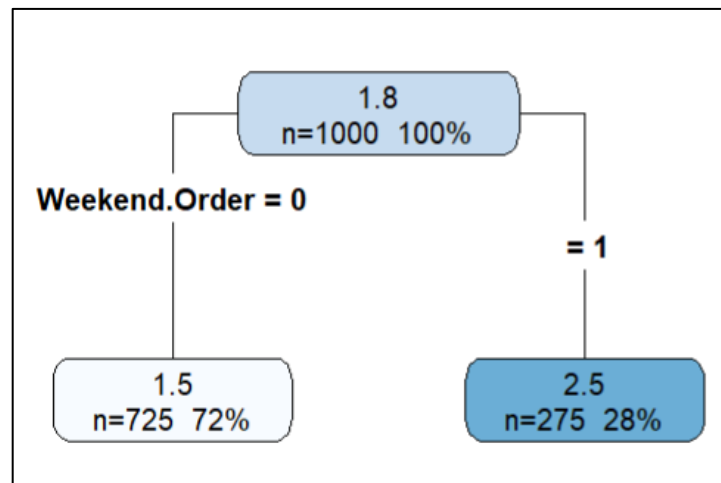 1.8
n=1000 100%
Weekend.Order = 0
= 1
1.5
n=725 72%
2.5
n=275 28%